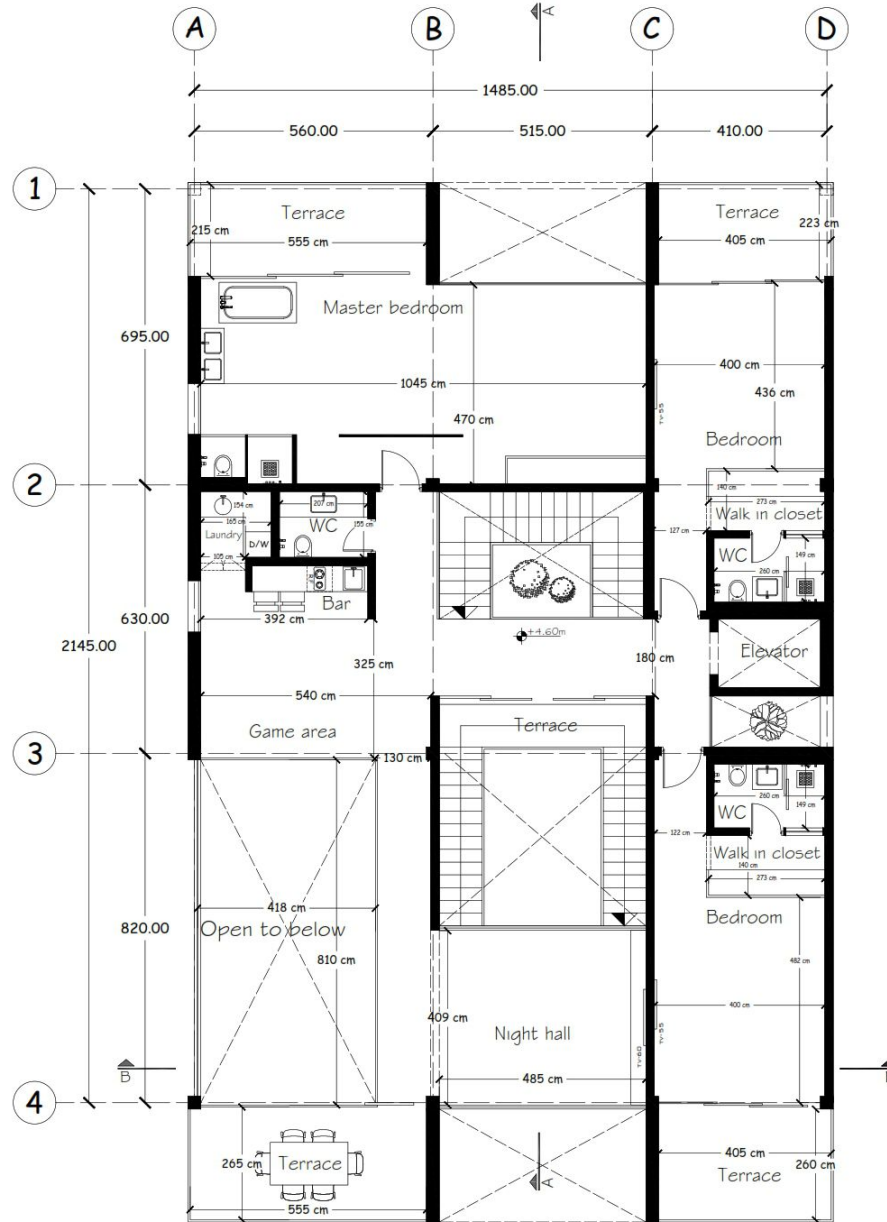 A
B
C
D
A
1485.00
560.00
515.00
410.00
1
Terrace
Terrace
215 cm
223 cm
555 cm
405 cm
Master bedroom
695.00
400 cm
1045 cm
436 cm
TV-55
470 cm
Bedroom
2
140 cm
273 cm
154 cm
207 cm
165 cm
WC
155 cm
127 cm
Walk in closet
Laundry
D/W
WC
149 cm
105 cm
260 cm
Bar
392 cm
630.00
+4.60m
2145.00
325 cm
180 cm
Elevator
540 cm
Game area
Terrace
3
130 cm
260 cm
149 cm
WC
122 cm
Walk in closet
140 cm
273 cm
418 cm
Bedroom
820.00
Open to below
810 cm
482 cm
400 cm
409 cm
Night hall
TV-55
TV-60
485 cm
B
4
405 cm
265 cm
Terrace
260 cm
Terrace
A
555 cm